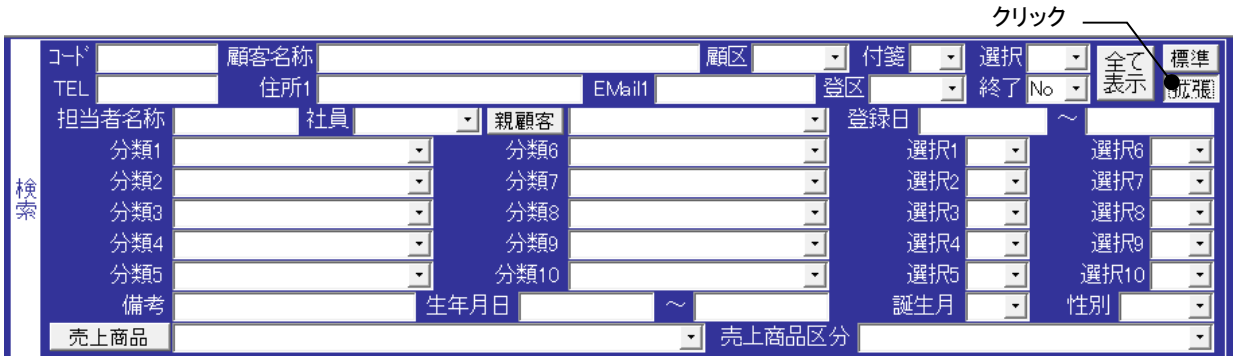 クリック
コード 顧客名称 顧区 付箋 選択 全て表示 標準
TEL 住所1 EMail1 登区 終了 No 拡張
担当者名称 社員 親顧客 登録日 ～
分類1 分類6 選択1 選択6
検索 分類2 分類7 選択2 選択7
分類3 分類8 選択3 選択8
分類4 分類9 選択4 選択9
分類5 分類10 選択5 選択10
備考 生年月日 ～ 誕生月 性別
売上商品 売上商品区分